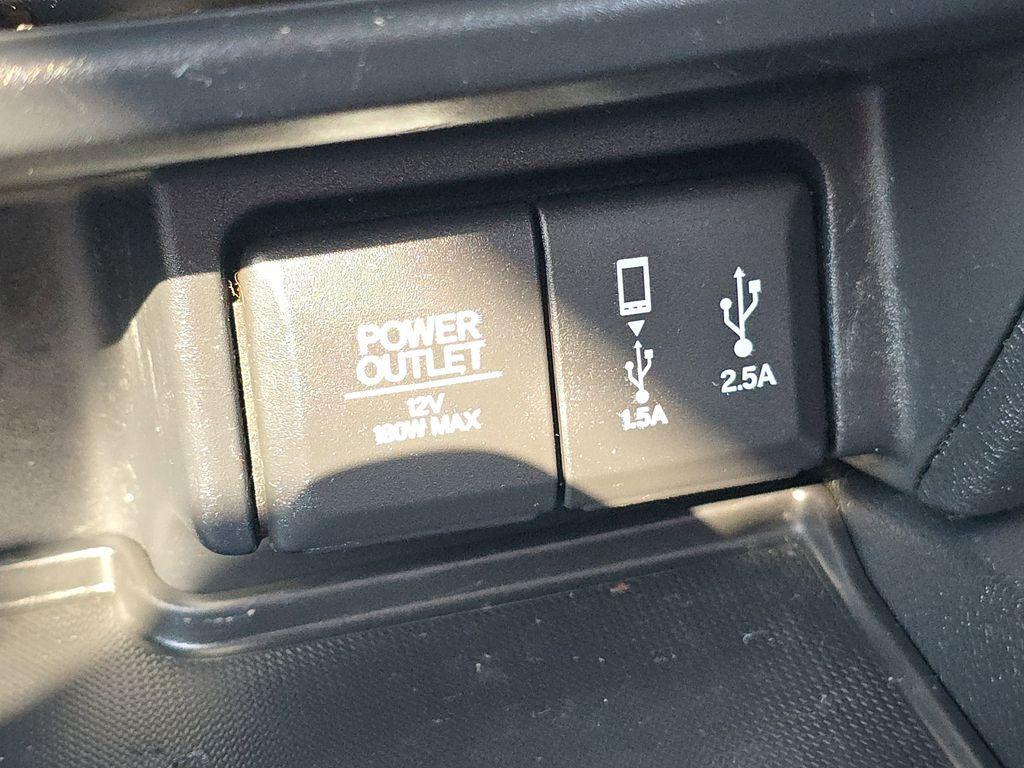 POWER
OUTLET
12V
180W MAX
1.5A
2.5A